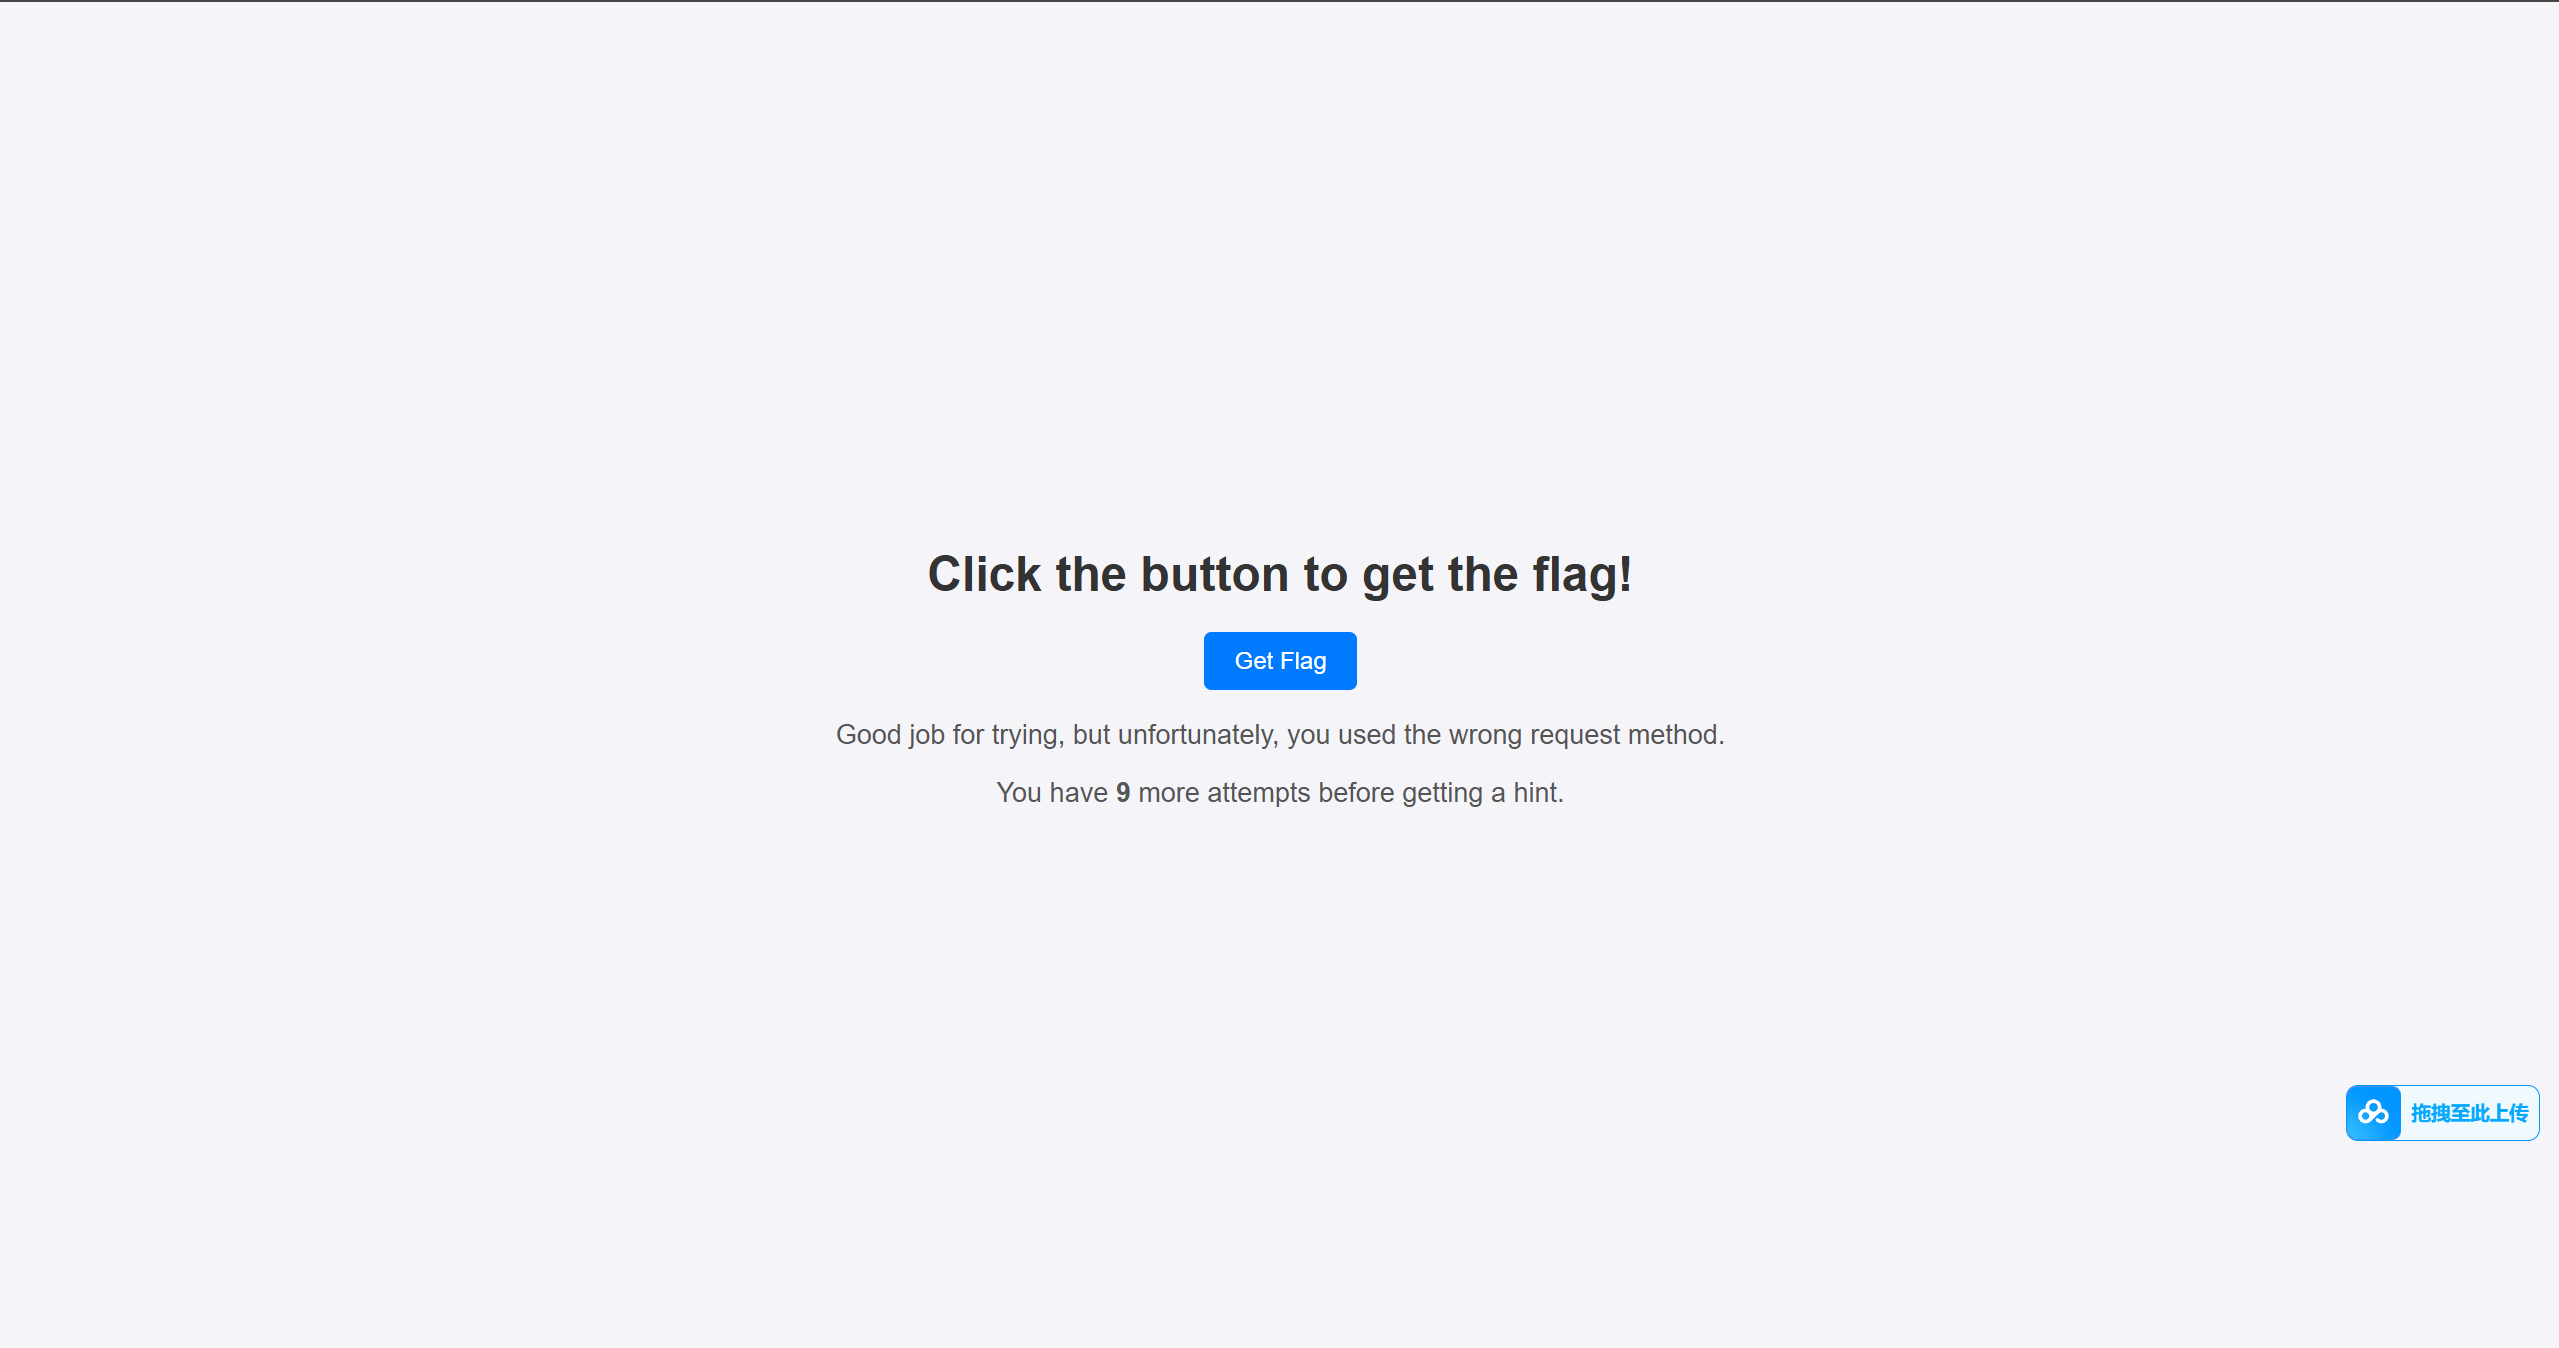 Click the button to get the flag!
Get Flag
Good job for trying, but unfortunately, you used the wrong request method.
You have 9 more attempts before getting a hint.
拖拽至此上传